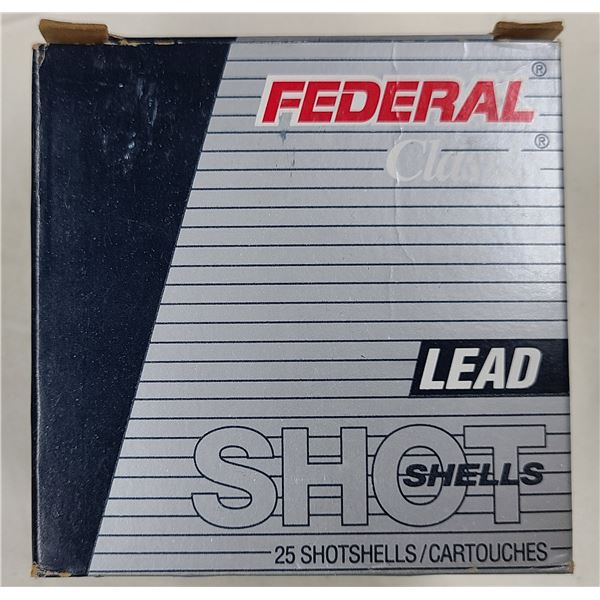 FEDERAL®
Classic®
LEAD
SHOT
SHELLS
25 SHOTSHELLS/CARTOUCHES